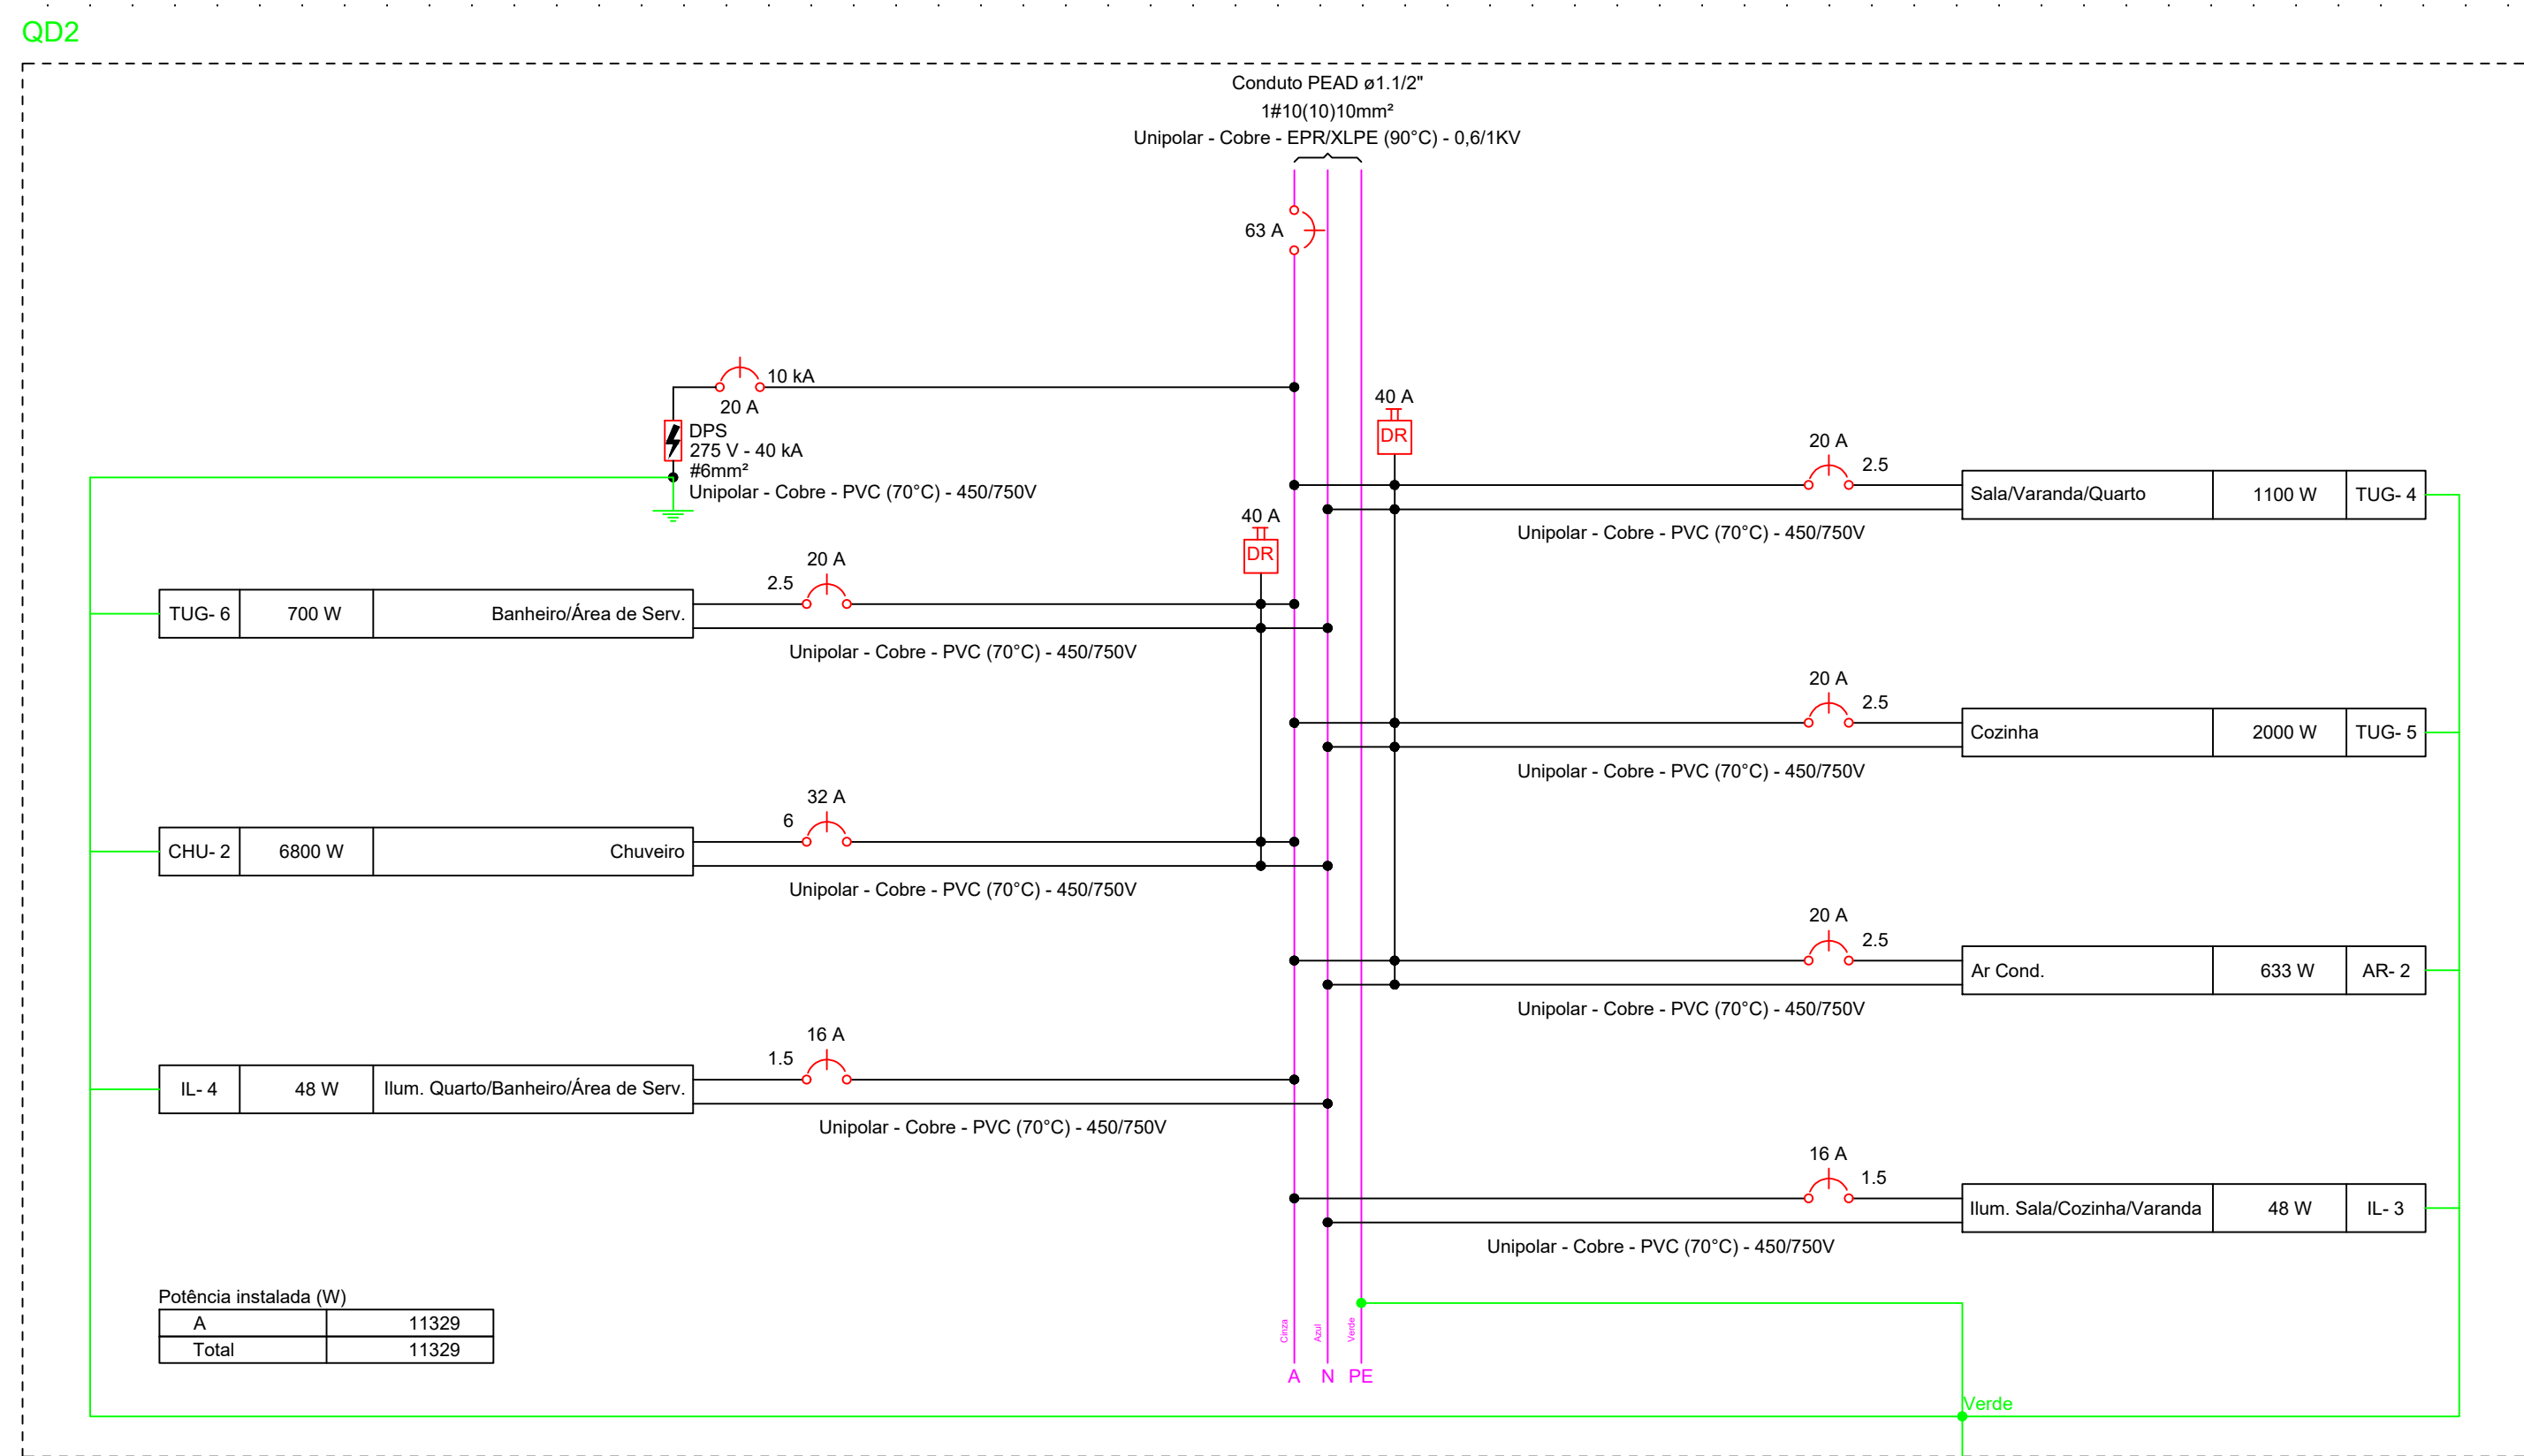 QD2
Conduto PEAD ø1.1/2"
1#10(10)10mm²
Unipolar - Cobre - EPR/XLPE (90°C) - 0,6/1KV
63 A
10 kA
20 A
DPS
275 V - 40 kA
#6mm²
Unipolar - Cobre - PVC (70°C) - 450/750V
40 A
DR
20 A
2.5
Sala/Varanda/Quarto 1100 W TUG- 4
Unipolar - Cobre - PVC (70°C) - 450/750V
40 A
DR
20 A
2.5
TUG- 6 700 W Banheiro/Área de Serv.
Unipolar - Cobre - PVC (70°C) - 450/750V
20 A
2.5
Cozinha 2000 W TUG- 5
Unipolar - Cobre - PVC (70°C) - 450/750V
32 A
6
CHU- 2 6800 W Chuveiro
Unipolar - Cobre - PVC (70°C) - 450/750V
20 A
2.5
Ar Cond. 633 W AR- 2
Unipolar - Cobre - PVC (70°C) - 450/750V
16 A
1.5
IL- 4 48 W Ilum. Quarto/Banheiro/Área de Serv.
Unipolar - Cobre - PVC (70°C) - 450/750V
16 A
1.5
Ilum. Sala/Cozinha/Varanda 48 W IL- 3
Unipolar - Cobre - PVC (70°C) - 450/750V
Potência instalada (W)
A 11329
Total 11329
Cinza Azul Verde
A N PE
Verde